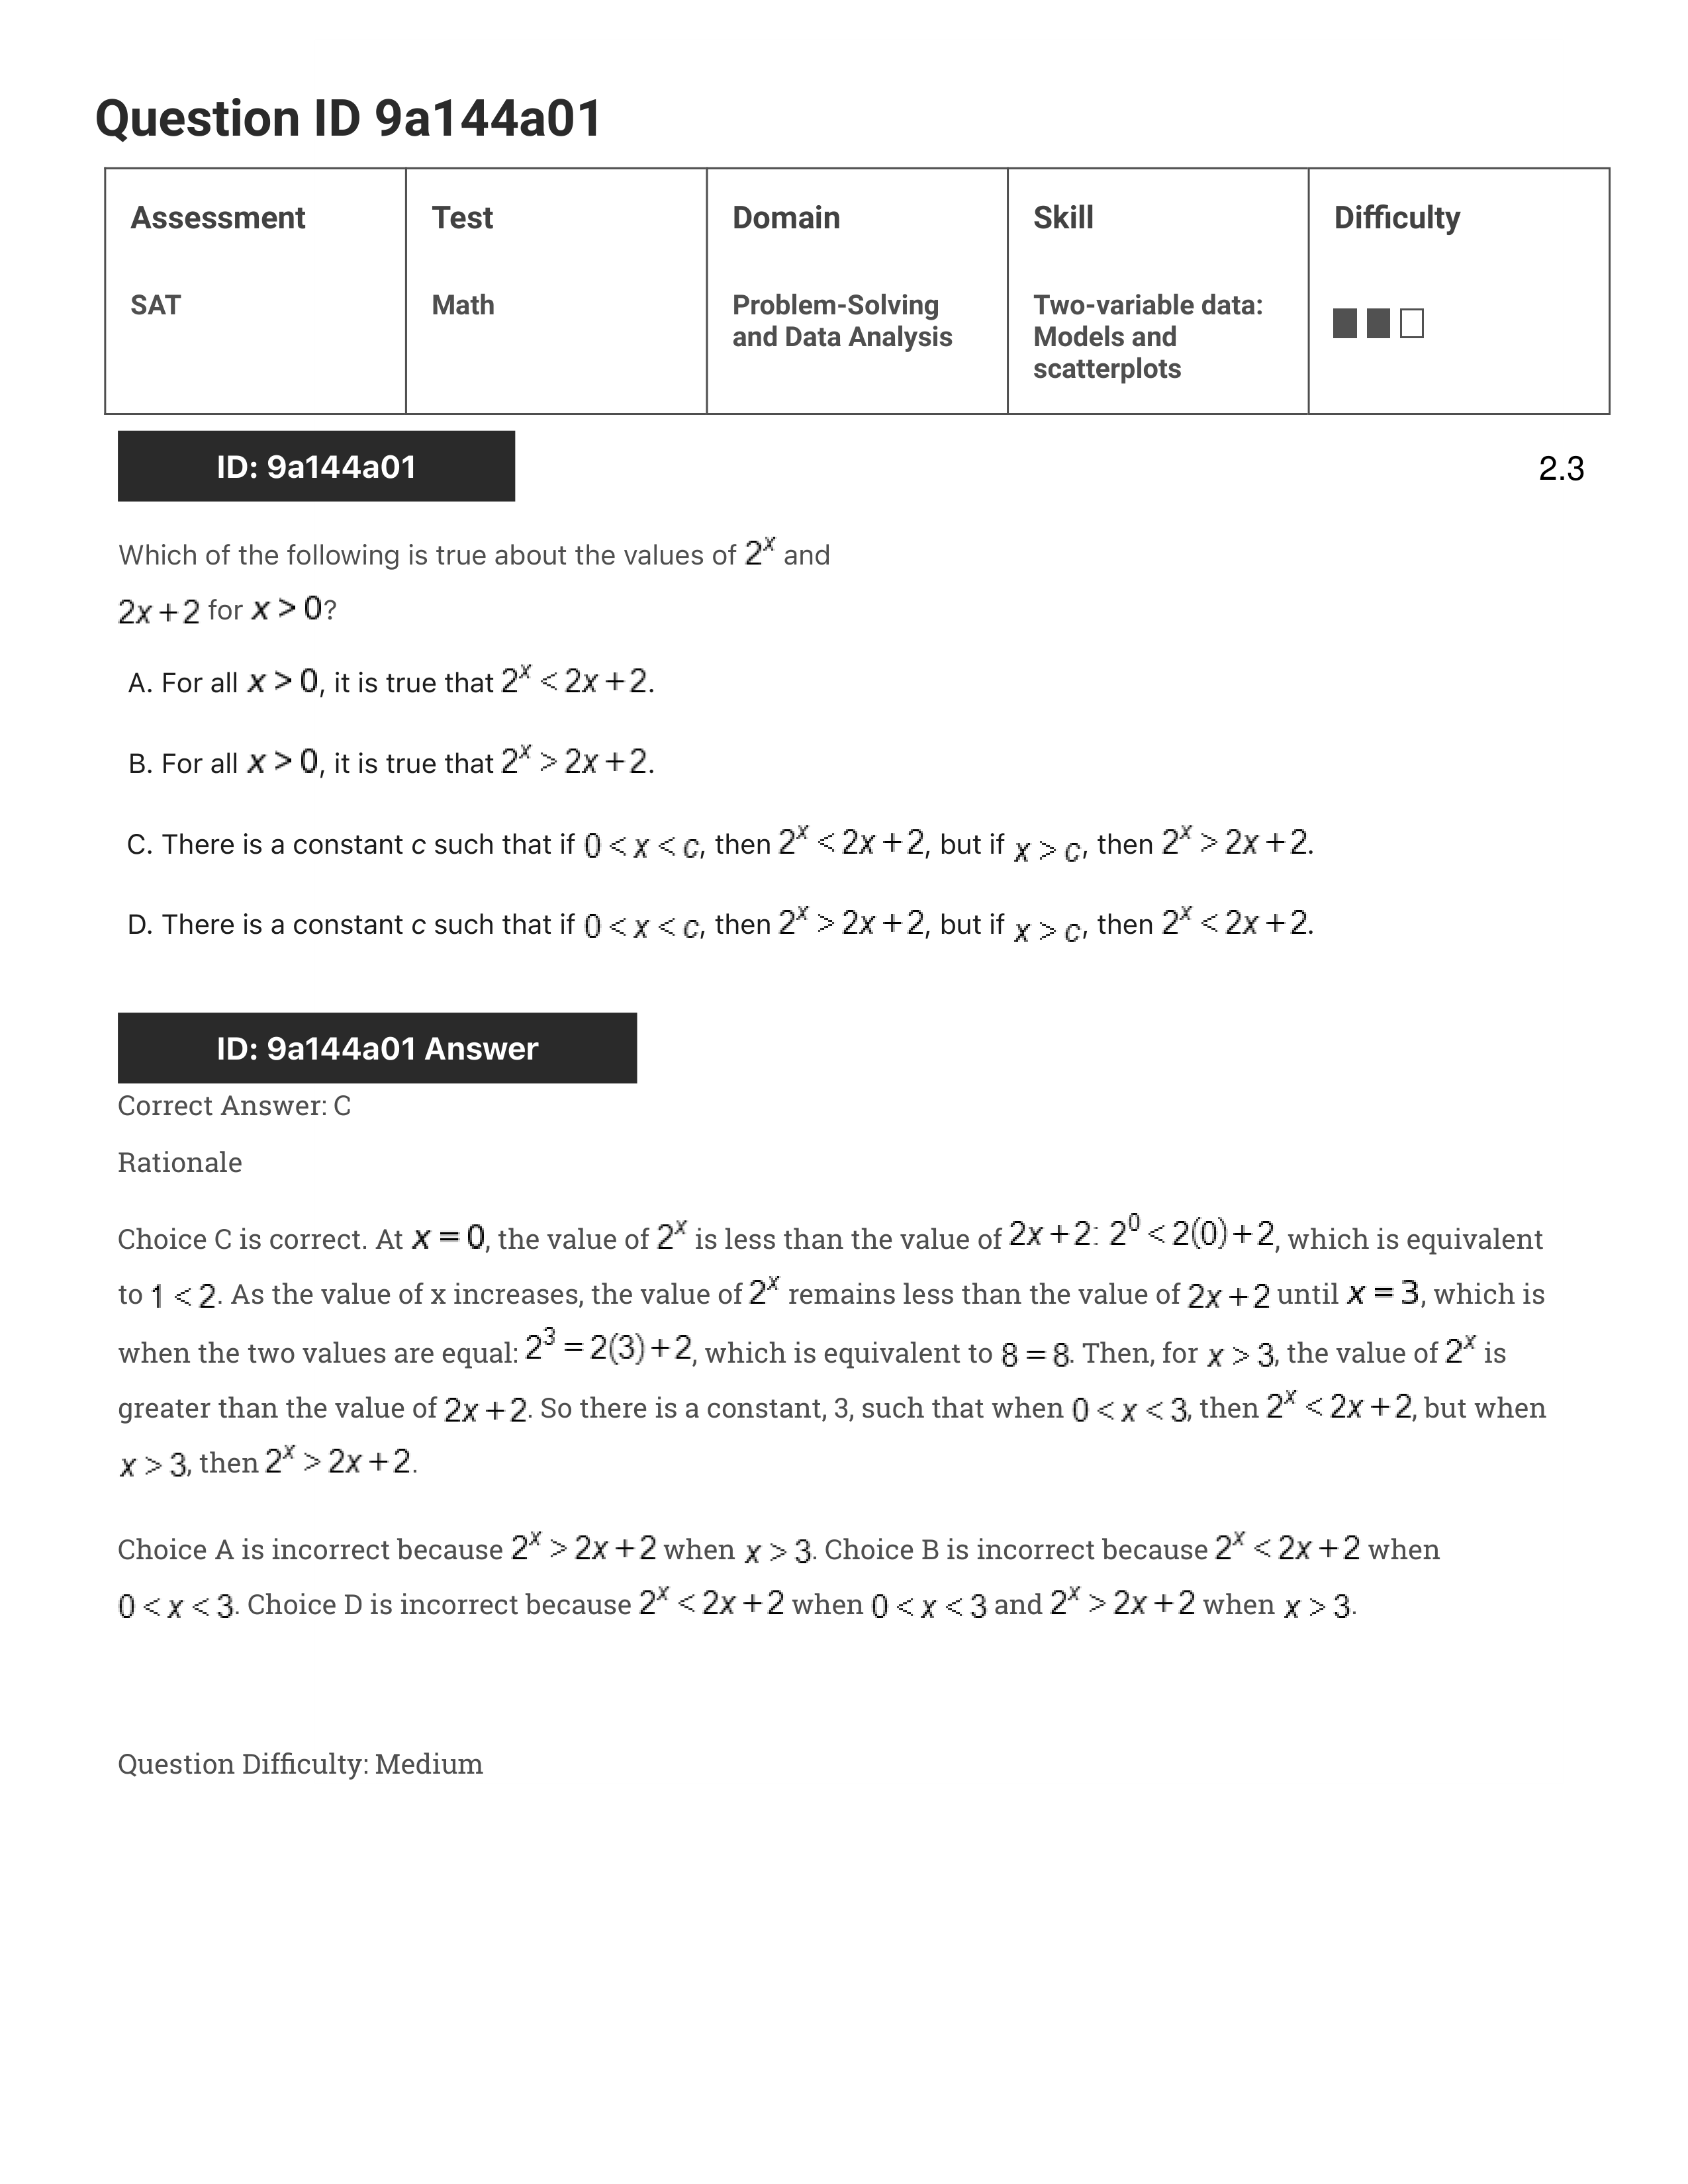 Question ID 9a144a01
Assessment Test Domain Skill Difficulty
SAT Math Problem-Solving and Data Analysis Two-variable data: Models and scatterplots
ID: 9a144a01
2.3
Which of the following is true about the values of 2^x and
2x + 2 for x > 0?
A. For all x > 0, it is true that 2^x < 2x + 2.
B. For all x > 0, it is true that 2^x > 2x + 2.
C. There is a constant c such that if 0 < x < c, then 2^x < 2x + 2, but if x > c, then 2^x > 2x + 2.
D. There is a constant c such that if 0 < x < c, then 2^x > 2x + 2, but if x > c, then 2^x < 2x + 2.
ID: 9a144a01 Answer
Correct Answer: C
Rationale
Choice C is correct. At x = 0, the value of 2^x is less than the value of 2x + 2: 2^0 < 2(0) + 2, which is equivalent
to 1 < 2. As the value of x increases, the value of 2^x remains less than the value of 2x + 2 until x = 3, which is
when the two values are equal: 2^3 = 2(3) + 2, which is equivalent to 8 = 8. Then, for x > 3, the value of 2^x is
greater than the value of 2x + 2. So there is a constant, 3, such that when 0 < x < 3, then 2^x < 2x + 2, but when
x > 3, then 2^x > 2x + 2.
Choice A is incorrect because 2^x > 2x + 2 when x > 3. Choice B is incorrect because 2^x < 2x + 2 when
0 < x < 3. Choice D is incorrect because 2^x < 2x + 2 when 0 < x < 3 and 2^x > 2x + 2 when x > 3.
Question Difficulty: Medium